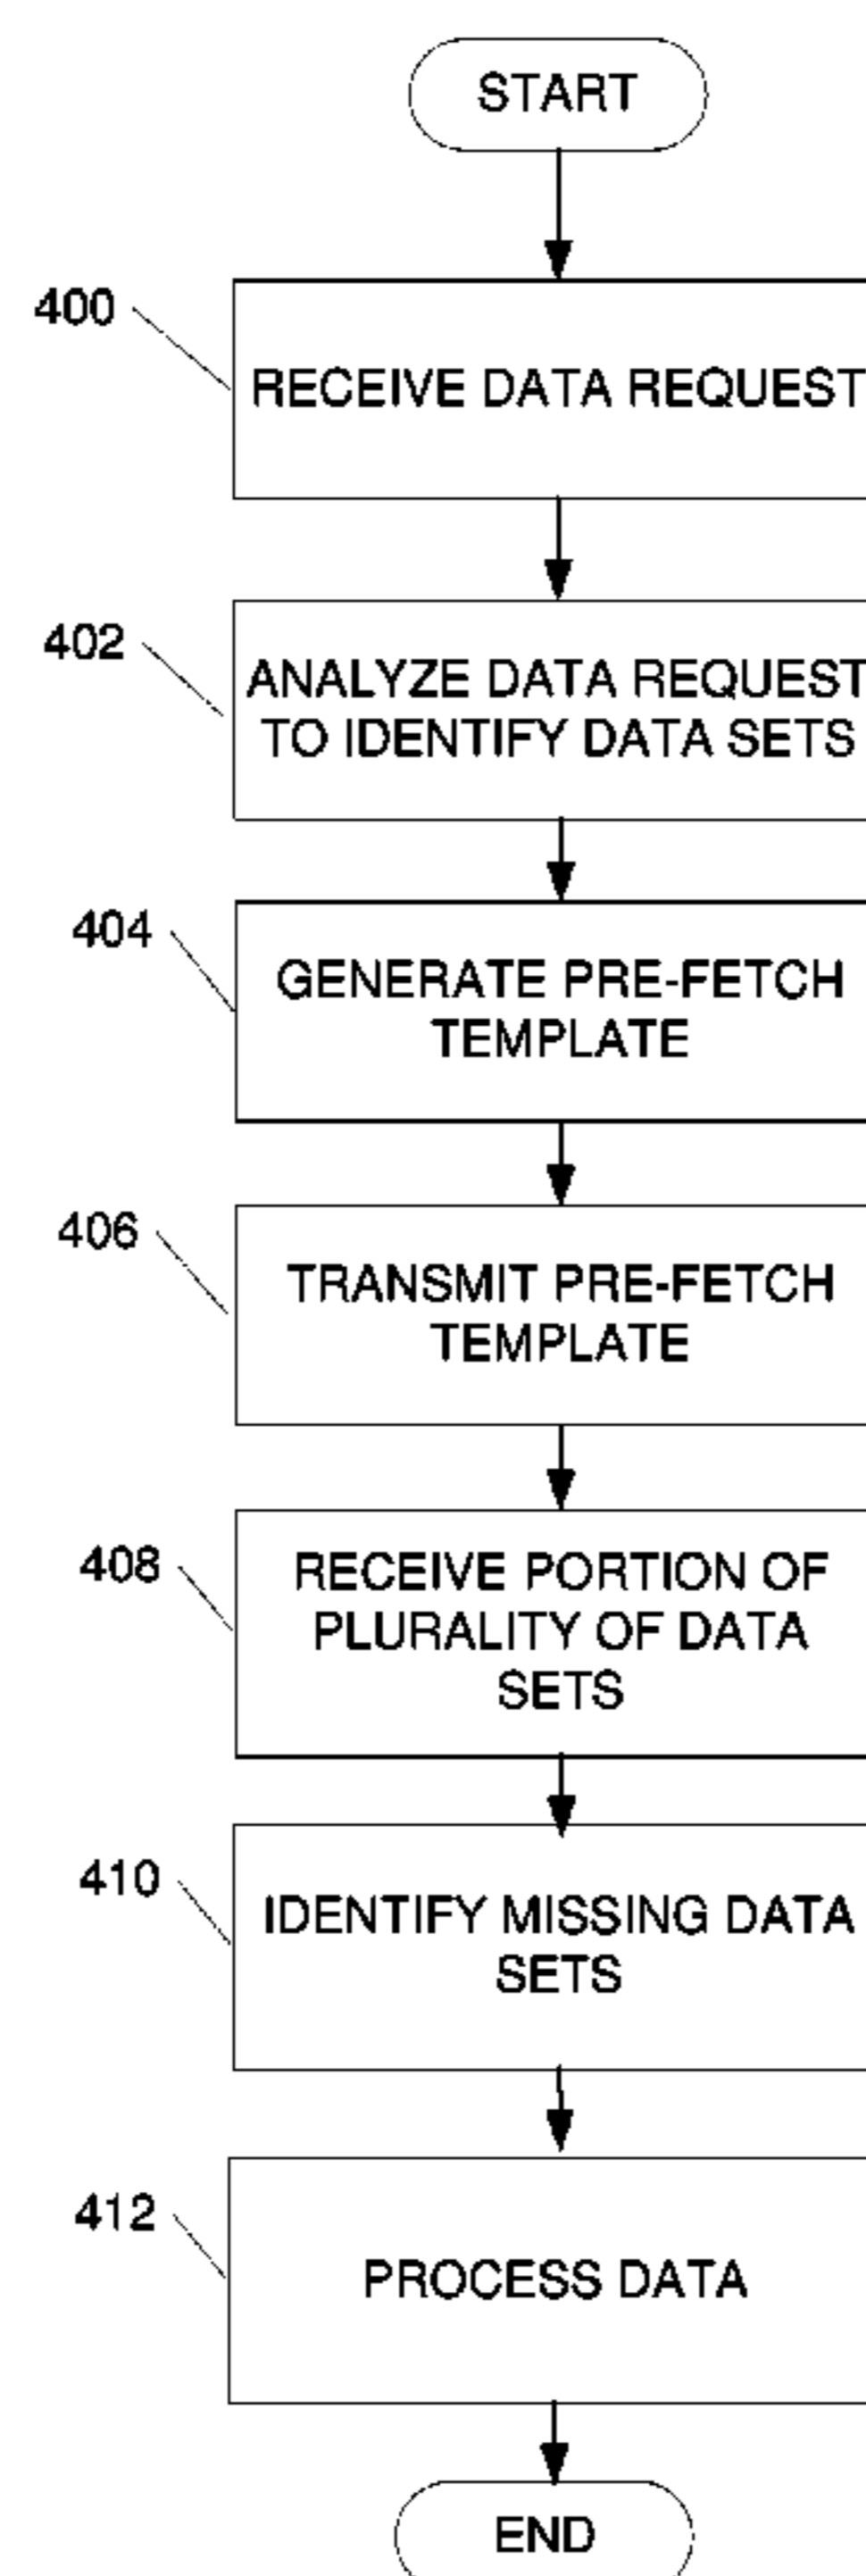 START
400
RECEIVE DATA REQUEST
402
ANALYZE DATA REQUEST
TO IDENTIFY DATA SETS
404
GENERATE PRE-FETCH
TEMPLATE
406
TRANSMIT PRE-FETCH
TEMPLATE
408
RECEIVE PORTION OF
PLURALITY OF DATA
SETS
410
IDENTIFY MISSING DATA
SETS
412
PROCESS DATA
END